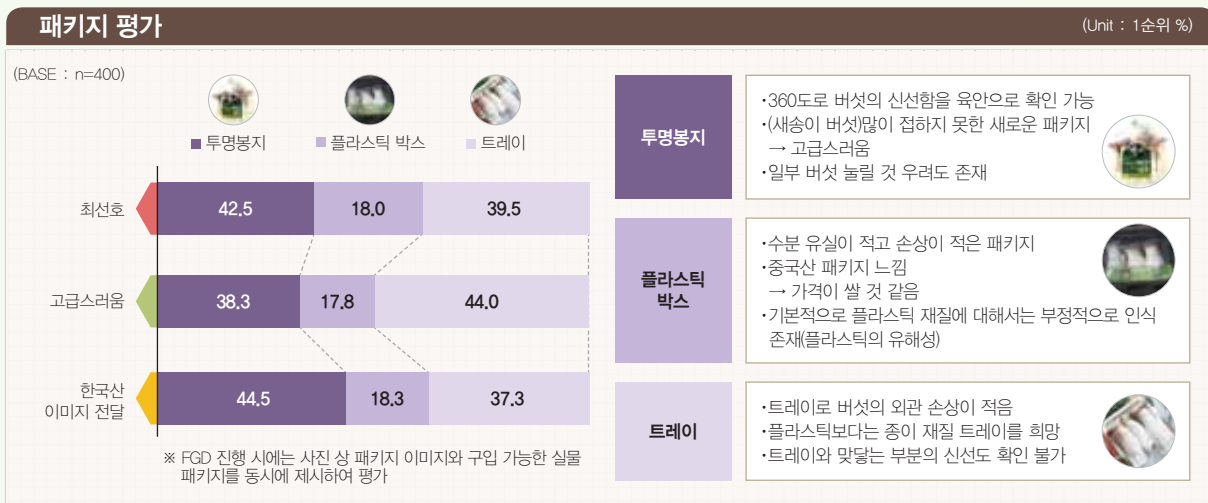 패키지 평가
(Unit : 1순위 %)
(BASE : n=400)
투명봉지
플라스틱 박스
트레이
최선호
42.5
18.0
39.5
고급스러움
38.3
17.8
44.0
한국산
이미지 전달
44.5
18.3
37.3
※ FGD 진행 시에는 사진 상 패키지 이미지와 구입 가능한 실물
패키지를 동시에 제시하여 평가
투명봉지
·360도로 버섯의 신선함을 육안으로 확인 가능
·(새송이 버섯)많이 접하지 못한 새로운 패키지
→ 고급스러움
·일부 버섯 눌릴 것 우려도 존재
플라스틱
박스
·수분 유실이 적고 손상이 적은 패키지
·중국산 패키지 느낌
→ 가격이 쌀 것 같음
·기본적으로 플라스틱 재질에 대해서는 부정적으로 인식
존재(플라스틱의 유해성)
트레이
·트레이로 버섯의 외관 손상이 적음
·플라스틱보다는 종이 재질 트레이를 희망
·트레이와 맞닿는 부분의 신선도 확인 불가